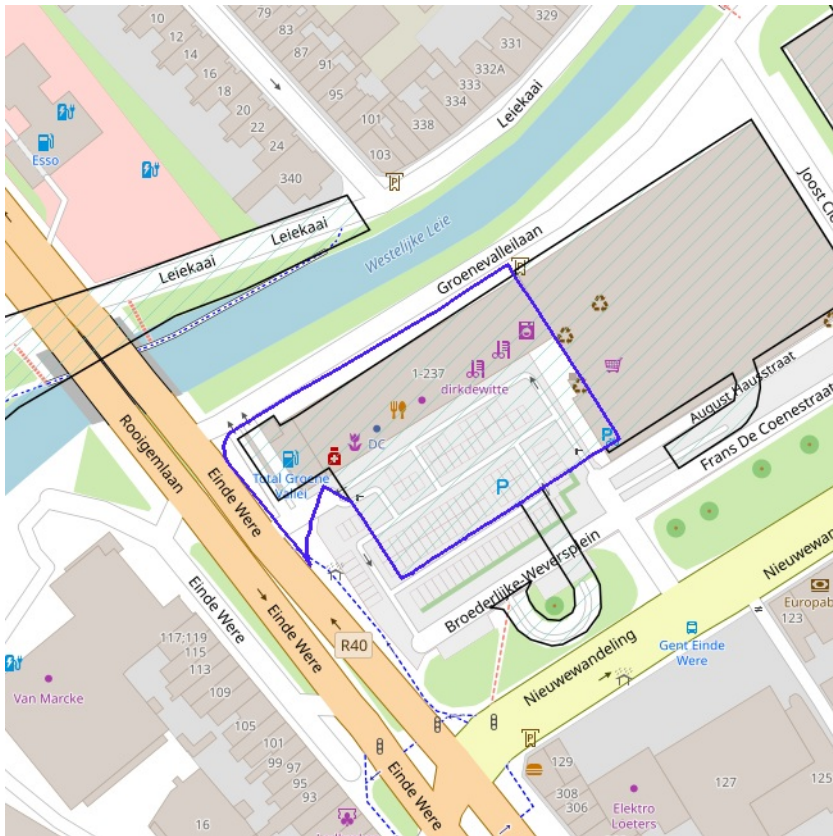 79
329
10
83
12
87
331
14
91
332A
16
95
333
Leiekaai
18
334
20
101
338
22
24
103
Esso
340
P
Joost Cl
Leiekaai
Leiekaai
Westelijke Leie
Groenevalleilaan
1-237
dirkdewitte
August Hausstraat
DC
P
Frans De Coenestraat
Total Groene
Vallei
P
Rooigemlaan
Einde Were
Nieuwewan
Broederlijke-Weversplein
Einde Were
Einde Were
Europab
123
117;119
115
113
R40
Gent Einde
Were
Nieuwewandeling
Van Marcke
109
105
101
99
97
95
93
Einde Were
P
129
127
125
308
306
16
Elektro
Loeters